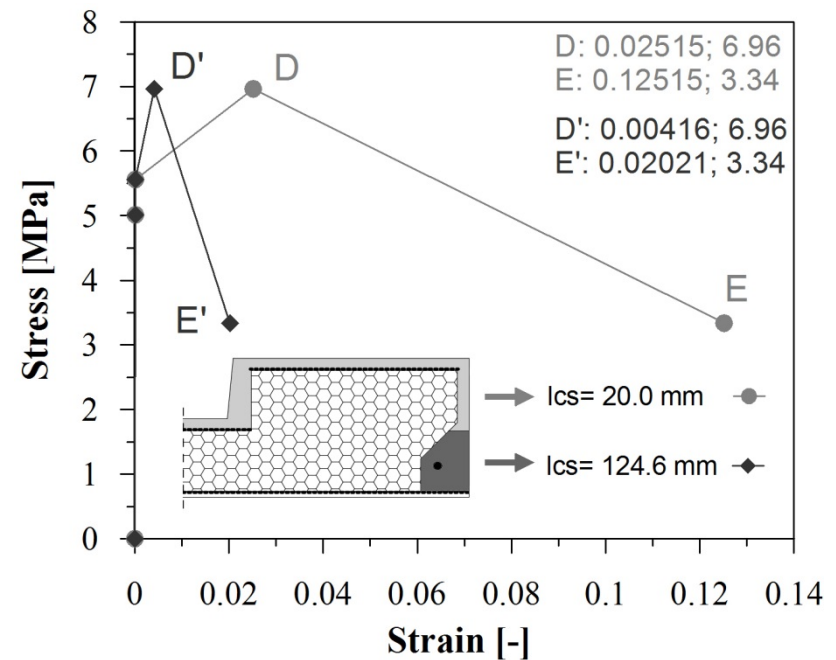 8
7
6
5
4
3
2
1
0
Stress [MPa]
D'
D
E'
E
D: 0.02515; 6.96
E: 0.12515; 3.34
D': 0.00416; 6.96
E': 0.02021; 3.34
lcs= 20.0 mm
lcs= 124.6 mm
0 0.02 0.04 0.06 0.08 0.1 0.12 0.14
Strain [-]